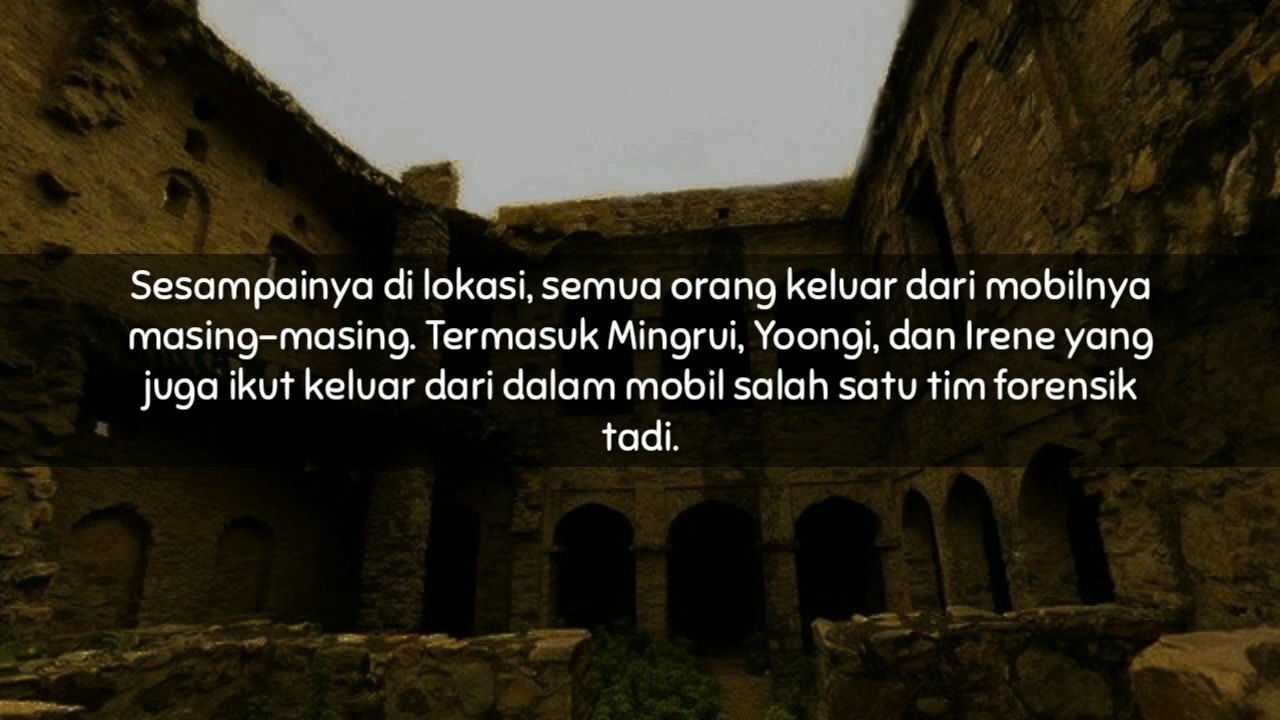 Sesampainya di lokasi, semua orang keluar dari mobilnya
masing-masing. Termasuk Mingrui, Yoongi, dan Irene yang
juga ikut keluar dari dalam mobil salah satu tim forensik
tadi.